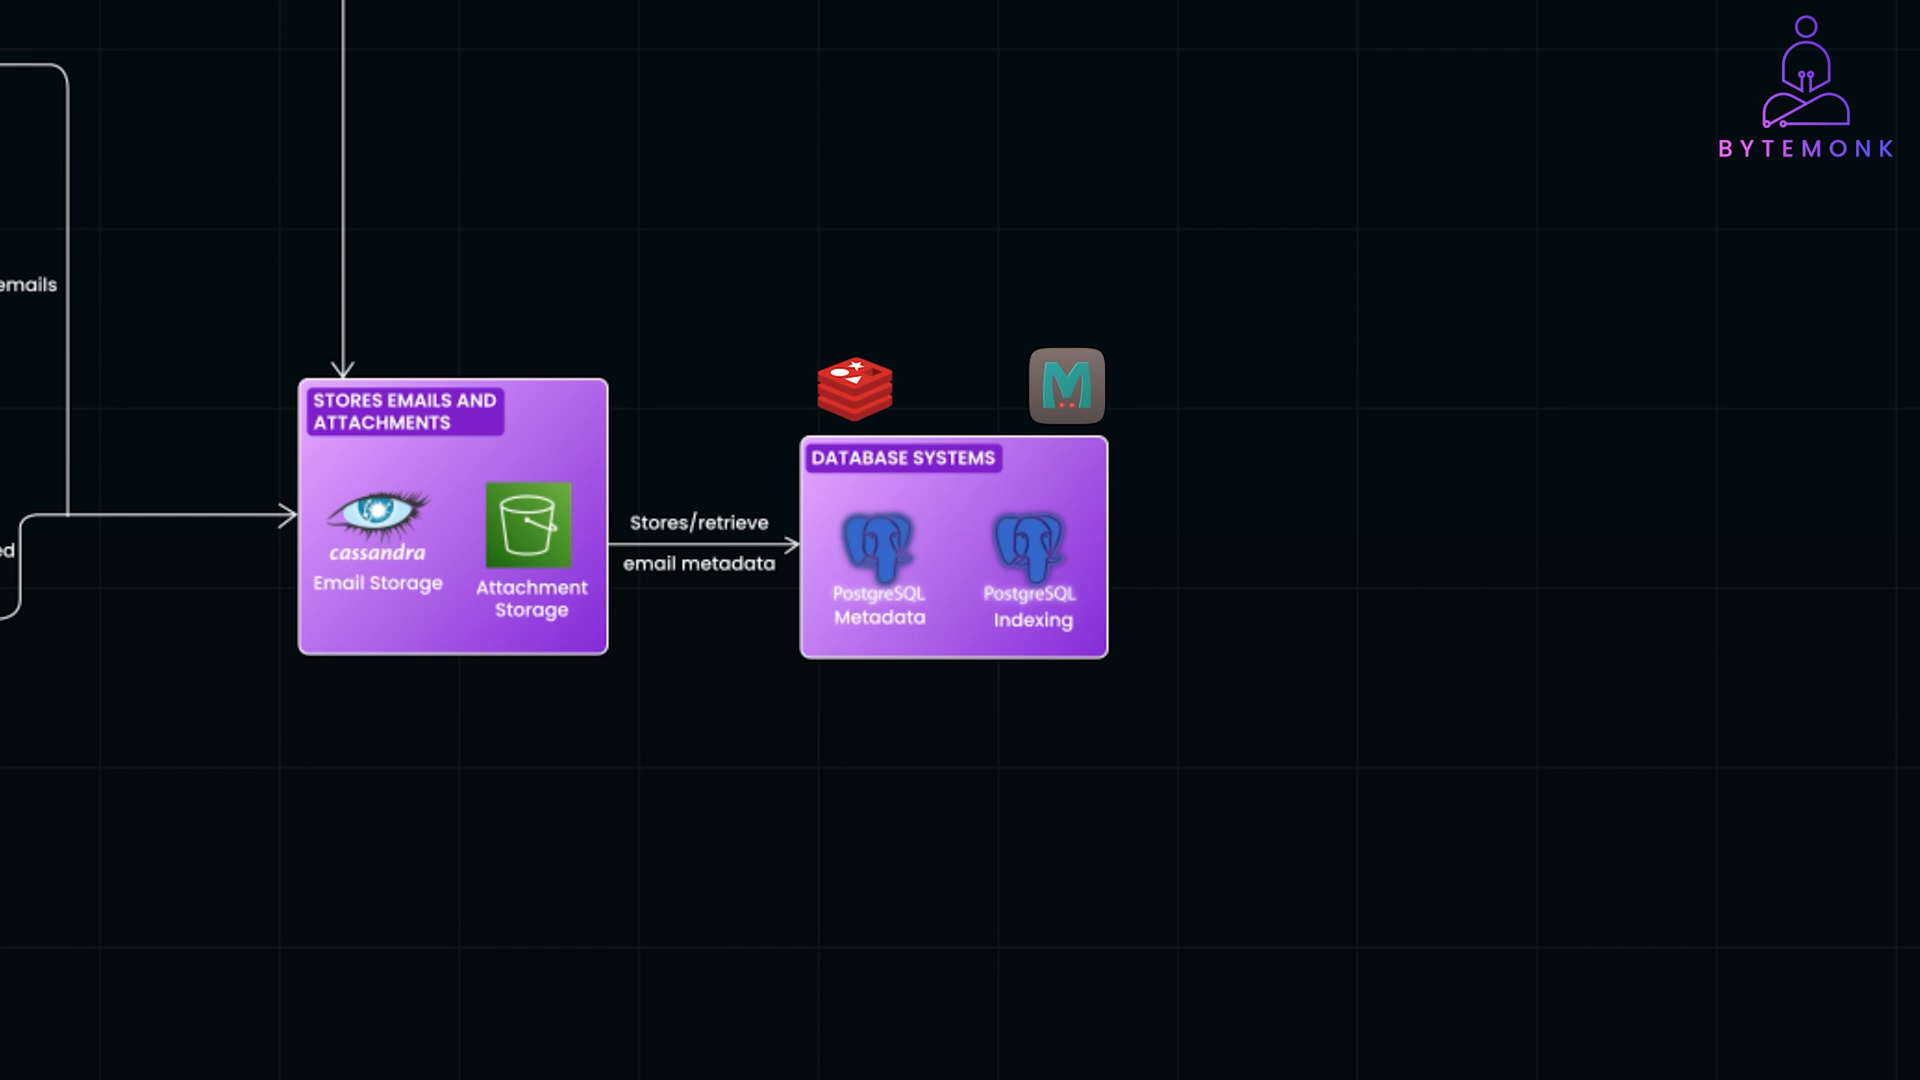 BYTEMONK
emails
STORES EMAILS AND
ATTACHMENTS
cassandra
Email Storage
Attachment
Storage
Stores/retrieve
email metadata
DATABASE SYSTEMS
PostgreSQL
Metadata
PostgreSQL
Indexing
ed